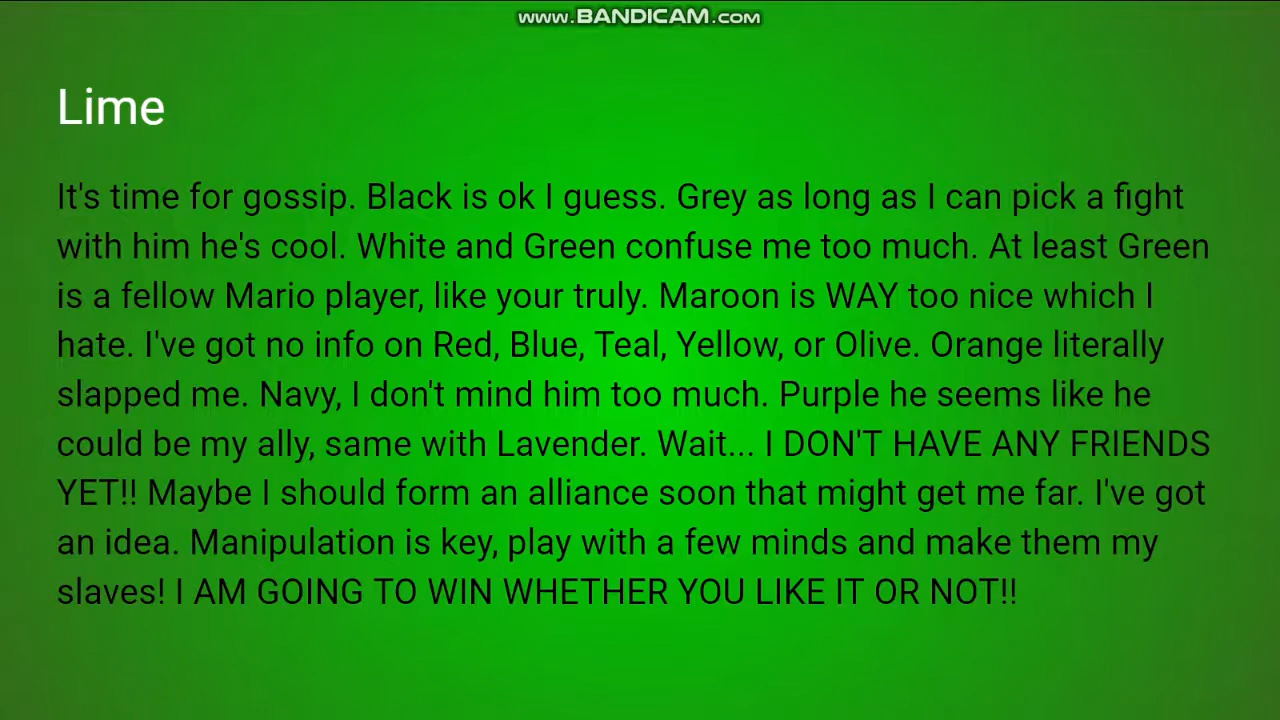 www.BANDICAM.com
Lime
It's time for gossip. Black is ok I guess. Grey as long as I can pick a fight
with him he's cool. White and Green confuse me too much. At least Green
is a fellow Mario player, like your truly. Maroon is WAY too nice which I
hate. I've got no info on Red, Blue, Teal, Yellow, or Olive. Orange literally
slapped me. Navy, I don't mind him too much. Purple he seems like he
could be my ally, same with Lavender. Wait... I DON'T HAVE ANY FRIENDS
YET!! Maybe I should form an alliance soon that might get me far. I've got
an idea. Manipulation is key, play with a few minds and make them my
slaves! I AM GOING TO WIN WHETHER YOU LIKE IT OR NOT!!